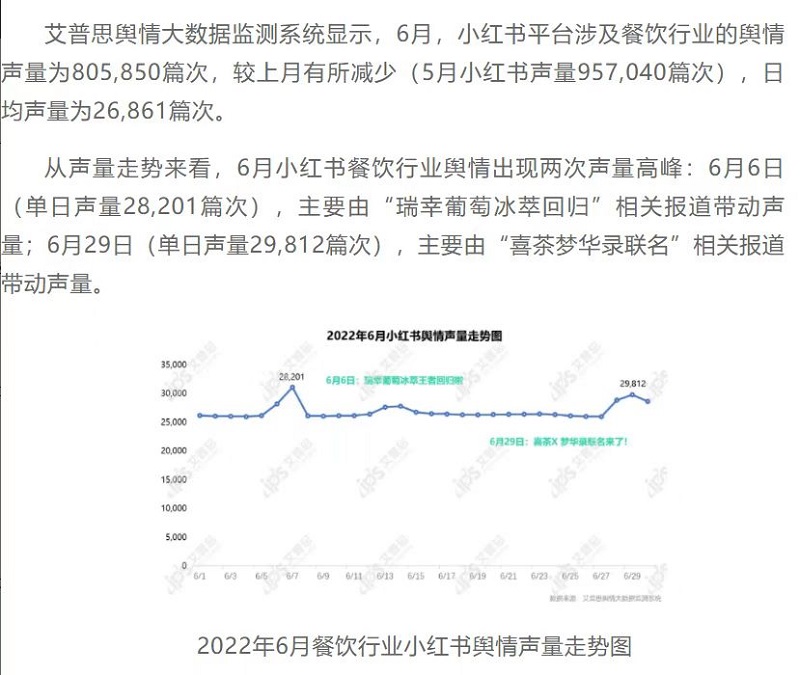 艾普思舆情大数据监测系统显示，6月，小红书平台涉及餐饮行业的舆情
声量为805,850篇次，较上月有所减少（5月小红书声量957,040篇次），日
均声量为26,861篇次。
从声量走势来看，6月小红书餐饮行业舆情出现两次声量高峰：6月6日
（单日声量28,201篇次），主要由“瑞幸葡萄冰萃回归”相关报道带动声
量；6月29日（单日声量29,812篇次），主要由“喜茶梦华录联名”相关报道
带动声量。
2022年6月小红书舆情声量走势图
35,000
30,000
25,000
20,000
15,000
10,000
5,000
0
28,201
6月6日：瑞幸葡萄冰萃王者回归啦
29,812
6月29日：喜茶X 梦华录联名来了！
6/1 6/3 6/5 6/7 6/9 6/11 6/13 6/15 6/17 6/19 6/21 6/23 6/25 6/27 6/29
数据来源：艾普思舆情大数据监测系统
2022年6月餐饮行业小红书舆情声量走势图